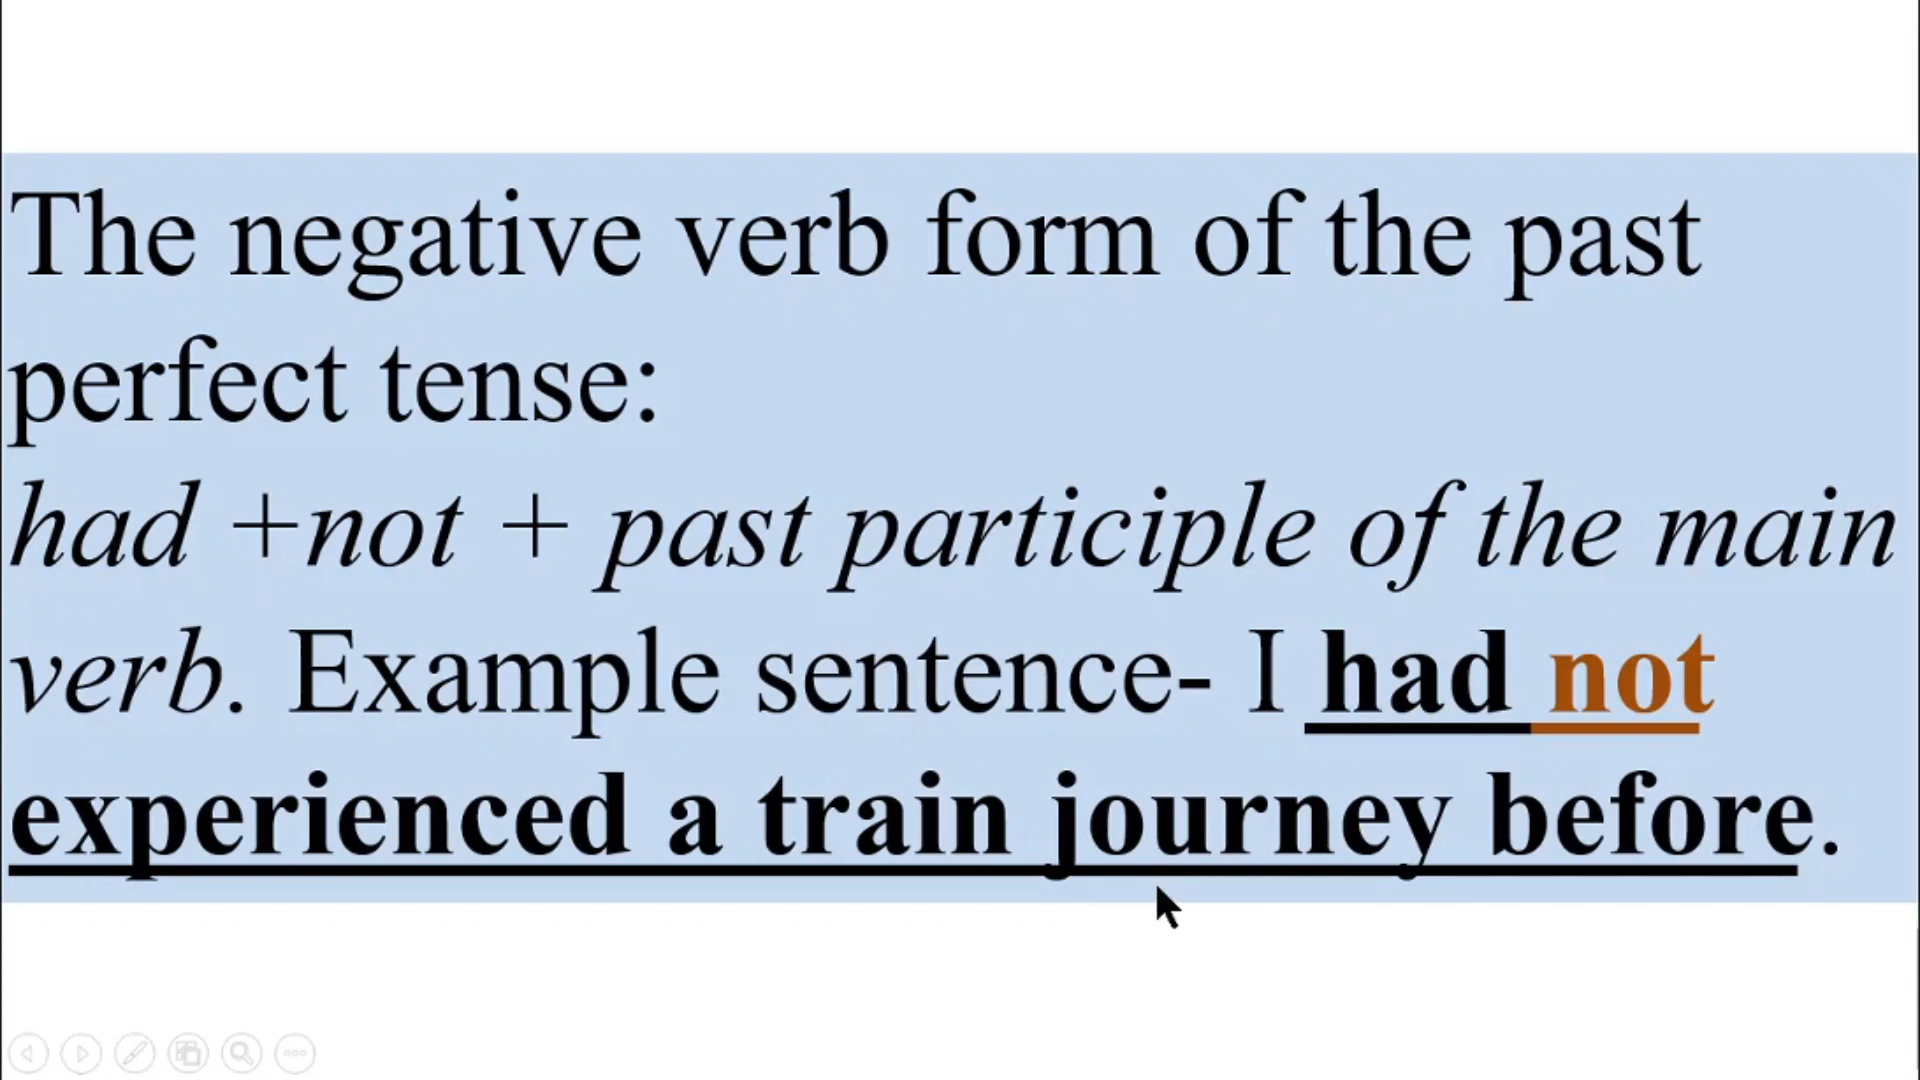 The negative verb form of the past
perfect tense:
had +not + past participle of the main
verb. Example sentence- I had not
experienced a train journey before.